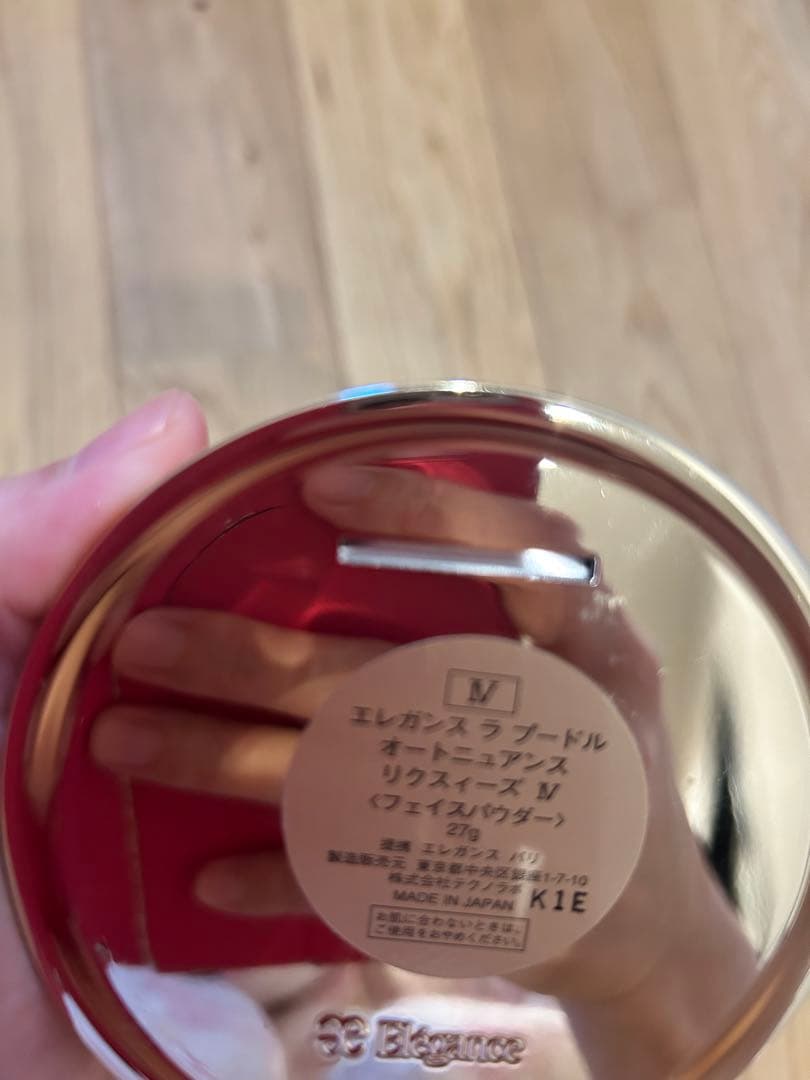 Ⅳ
エレガンス ラ プードル
オートニュアンス
リクスィーズ Ⅳ
〈フェイスパウダー〉
27g
提携 エレガンス パリ
製造販売元 東京都中央区銀座1-7-10
株式会社テクノラボ
MADE IN JAPAN K1E
お肌に合わないときは、
ご使用をおやめください。
Elégance